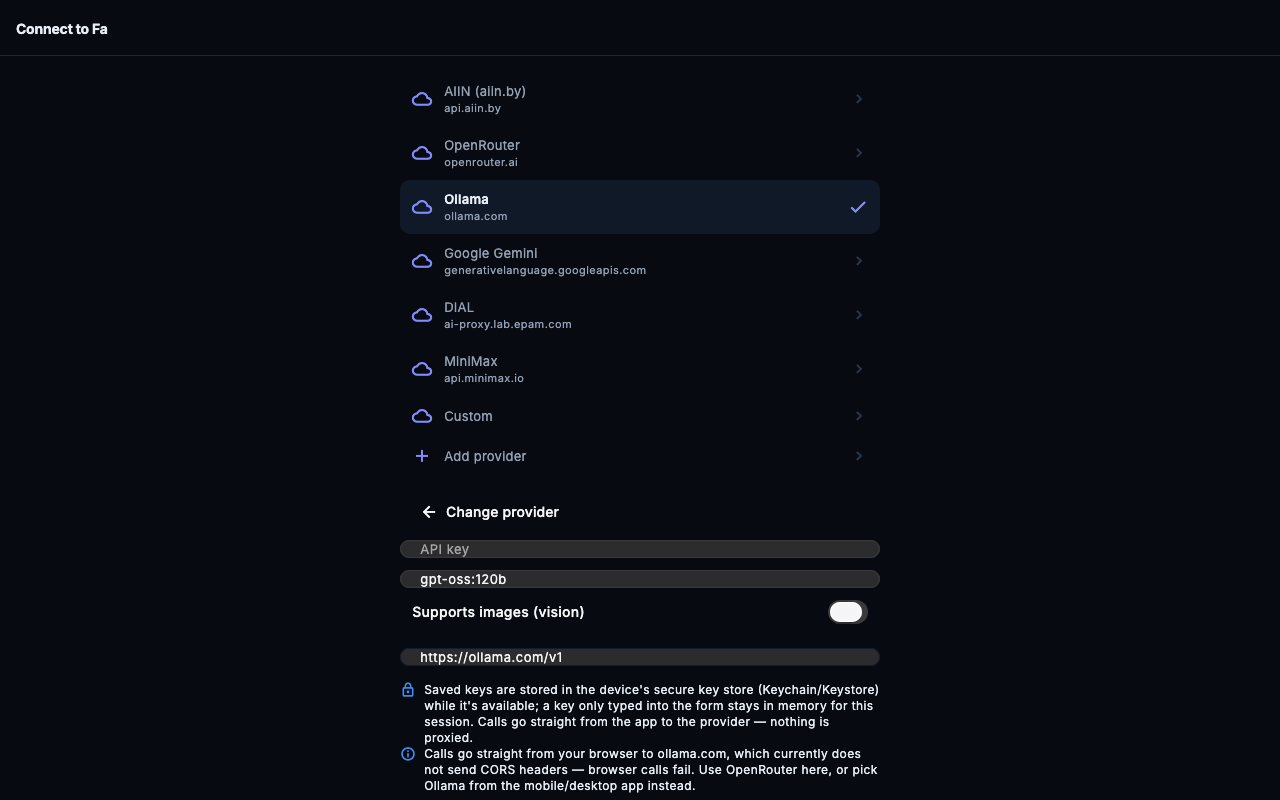 Connect to Fa
AIIN (aiin.by)
api.aiin.by
OpenRouter
openrouter.ai
Ollama
ollama.com
Google Gemini
generativelanguage.googleapis.com
DIAL
ai-proxy.lab.epam.com
MiniMax
api.minimax.io
Custom
Add provider
Change provider
API key
gpt-oss:120b
Supports images (vision)
https://ollama.com/v1
Saved keys are stored in the device's secure key store (Keychain/Keystore)
while it's available; a key only typed into the form stays in memory for this
session. Calls go straight from the app to the provider — nothing is
proxied.
Calls go straight from your browser to ollama.com, which currently does
not send CORS headers — browser calls fail. Use OpenRouter here, or pick
Ollama from the mobile/desktop app instead.